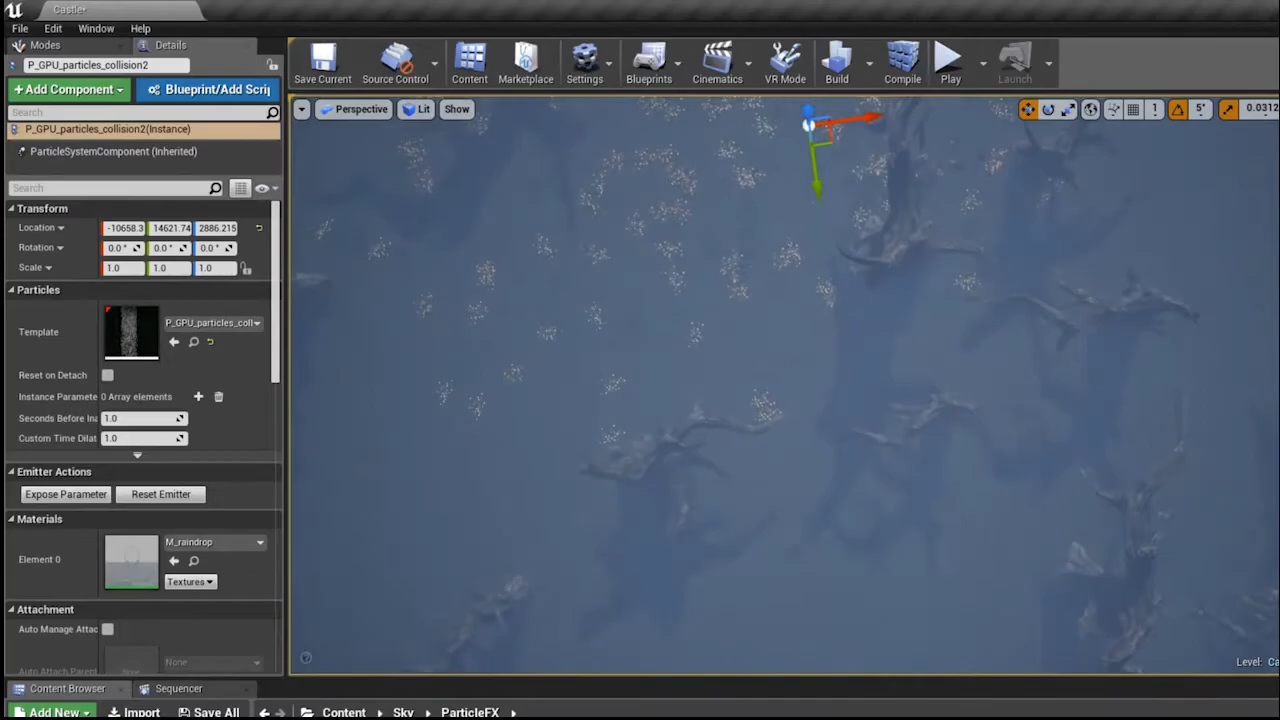 Castle*
File Edit Window Help
Modes Details
P_GPU_particles_collision2
+Add Component Blueprint/Add Scrip
Search
P_GPU_particles_collision2(Instance)
ParticleSystemComponent (Inherited)
Search
Transform
Location -10658.3 14621.74 2886.215
Rotation 0.0° 0.0° 0.0°
Scale 1.0 1.0 1.0
Particles
Template P_GPU_particles_coll
Reset on Detach
Instance Paramete 0 Array elements
Seconds Before Ina 1.0
Custom Time Dilat 1.0
Emitter Actions
Expose Parameter Reset Emitter
Materials
Element 0 M_raindrop
Textures
Attachment
Auto Manage Attac
Auto Attach Parent None
None
Save Current Source Control Content Marketplace Settings Blueprints Cinematics VR Mode Build Compile Play Launch
Perspective Lit Show 1 5° 0.0312
Level: Ca
Content Browser Sequencer
Add New Import Save All Content Sky ParticleFX